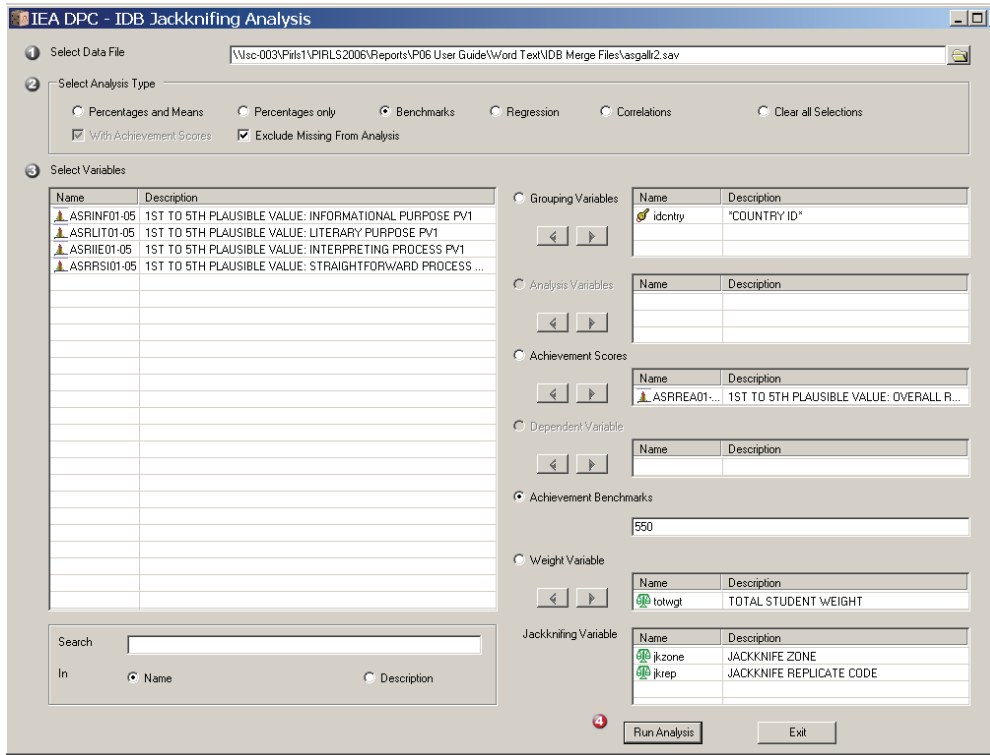 IEA DPC - IDB Jackknifing Analysis
1 Select Data File
\\Isc-003\Pirls1\PIRLS2006\Reports\P06 User Guide\Word Text\IDB Merge Files\asgallr2.sav
2 Select Analysis Type
Percentages and Means Percentages only Benchmarks Regression Correlations Clear all Selections
With Achievement Scores Exclude Missing From Analysis
3 Select Variables
Name Description
ASRINF01-05 1ST TO 5TH PLAUSIBLE VALUE: INFORMATIONAL PURPOSE PV1
ASRLIT01-05 1ST TO 5TH PLAUSIBLE VALUE: LITERARY PURPOSE PV1
ASRIIE01-05 1ST TO 5TH PLAUSIBLE VALUE: INTERPRETING PROCESS PV1
ASRRSI01-05 1ST TO 5TH PLAUSIBLE VALUE: STRAIGHTFORWARD PROCESS ...
Search
In Name Description
Grouping Variables
Name Description
idcntry *COUNTRY ID*
Analysis Variables
Name Description
Achievement Scores
Name Description
ASRREA01-... 1ST TO 5TH PLAUSIBLE VALUE: OVERALL R...
Dependent Variable
Name Description
Achievement Benchmarks
550
Weight Variable
Name Description
totwgt TOTAL STUDENT WEIGHT
Jackknifing Variable
Name Description
jkzone JACKKNIFE ZONE
jkrep JACKKNIFE REPLICATE CODE
4 Run Analysis Exit